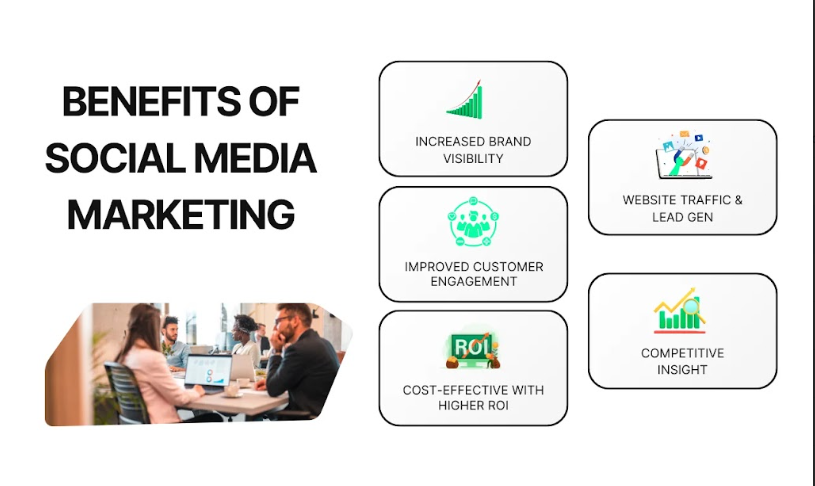 BENEFITS OF
SOCIAL MEDIA
MARKETING
INCREASED BRAND
VISIBILITY
IMPROVED CUSTOMER
ENGAGEMENT
ROI
COST-EFFECTIVE WITH
HIGHER ROI
WEBSITE TRAFFIC &
LEAD GEN
COMPETITIVE
INSIGHT